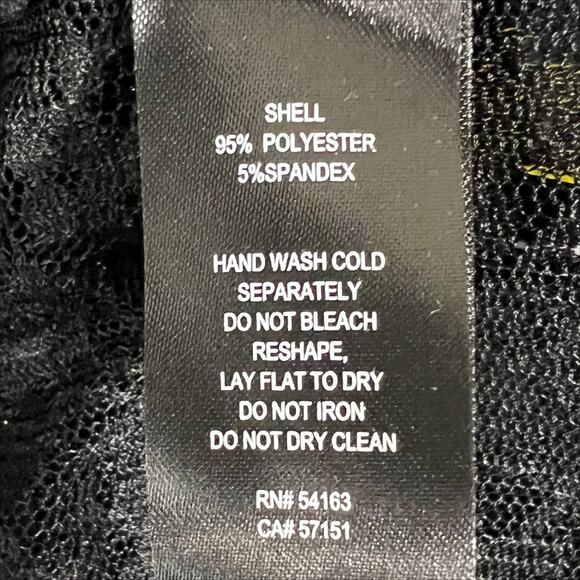 SHELL
95% POLYESTER
5%SPANDEX
HAND WASH COLD
SEPARATELY
DO NOT BLEACH
RESHAPE,
LAY FLAT TO DRY
DO NOT IRON
DO NOT DRY CLEAN
RN# 54163
CA# 57151